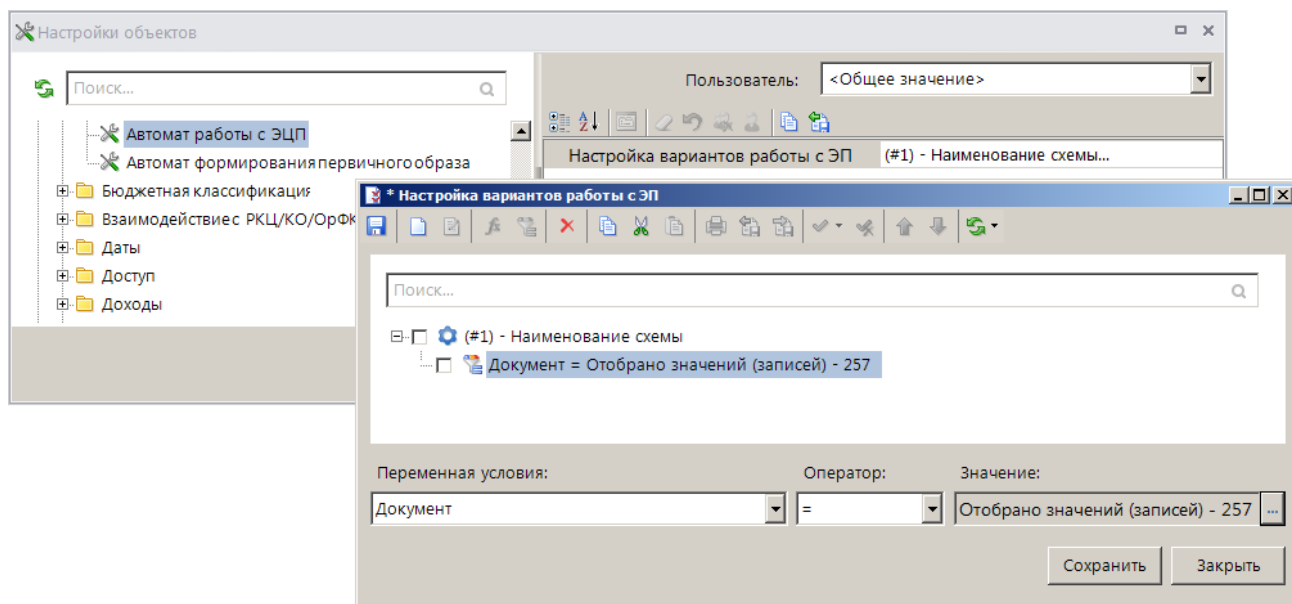 Настройки объектов
Поиск...
Пользователь: <Общее значение>
Автомат работы с ЭЦП
Автомат формирования первичного образа
Настройка вариантов работы с ЭП (#1) - Наименование схемы...
Бюджетная классификация
Взаимодействие с РКЦ/КО/ОрФК
Даты
Доступ
Доходы
* Настройка вариантов работы с ЭП
Поиск...
(#1) - Наименование схемы
Документ = Отобрано значений (записей) - 257
Переменная условия: Оператор: Значение:
Документ = Отобрано значений (записей) - 257 ...
Сохранить Закрыть